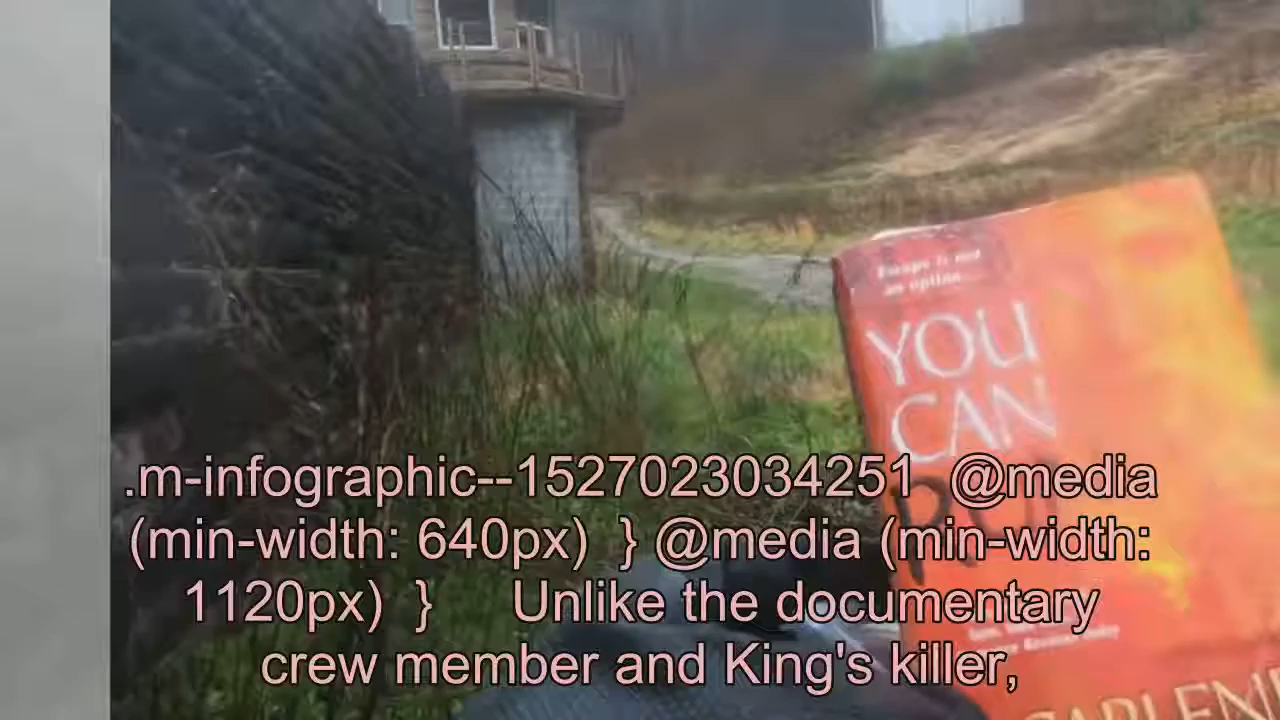 Escape is not
an option...
YOU
CAN
RUN
.m-infographic--1527023034251  @media
(min-width: 640px)  } @media (min-width:
1120px)  }     Unlike the documentary
crew member and King's killer,